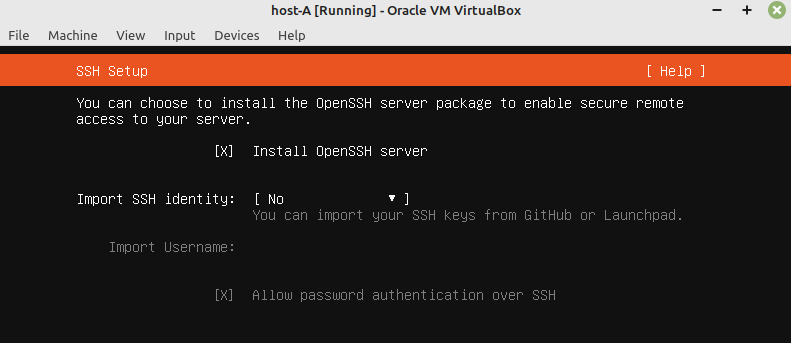 host-A [Running] - Oracle VM VirtualBox
File Machine View Input Devices Help
SSH Setup [ Help ]
You can choose to install the OpenSSH server package to enable secure remote
access to your server.
[X] Install OpenSSH server
Import SSH identity: [ No ▼ ]
You can import your SSH keys from GitHub or Launchpad.
Import Username:
[X] Allow password authentication over SSH